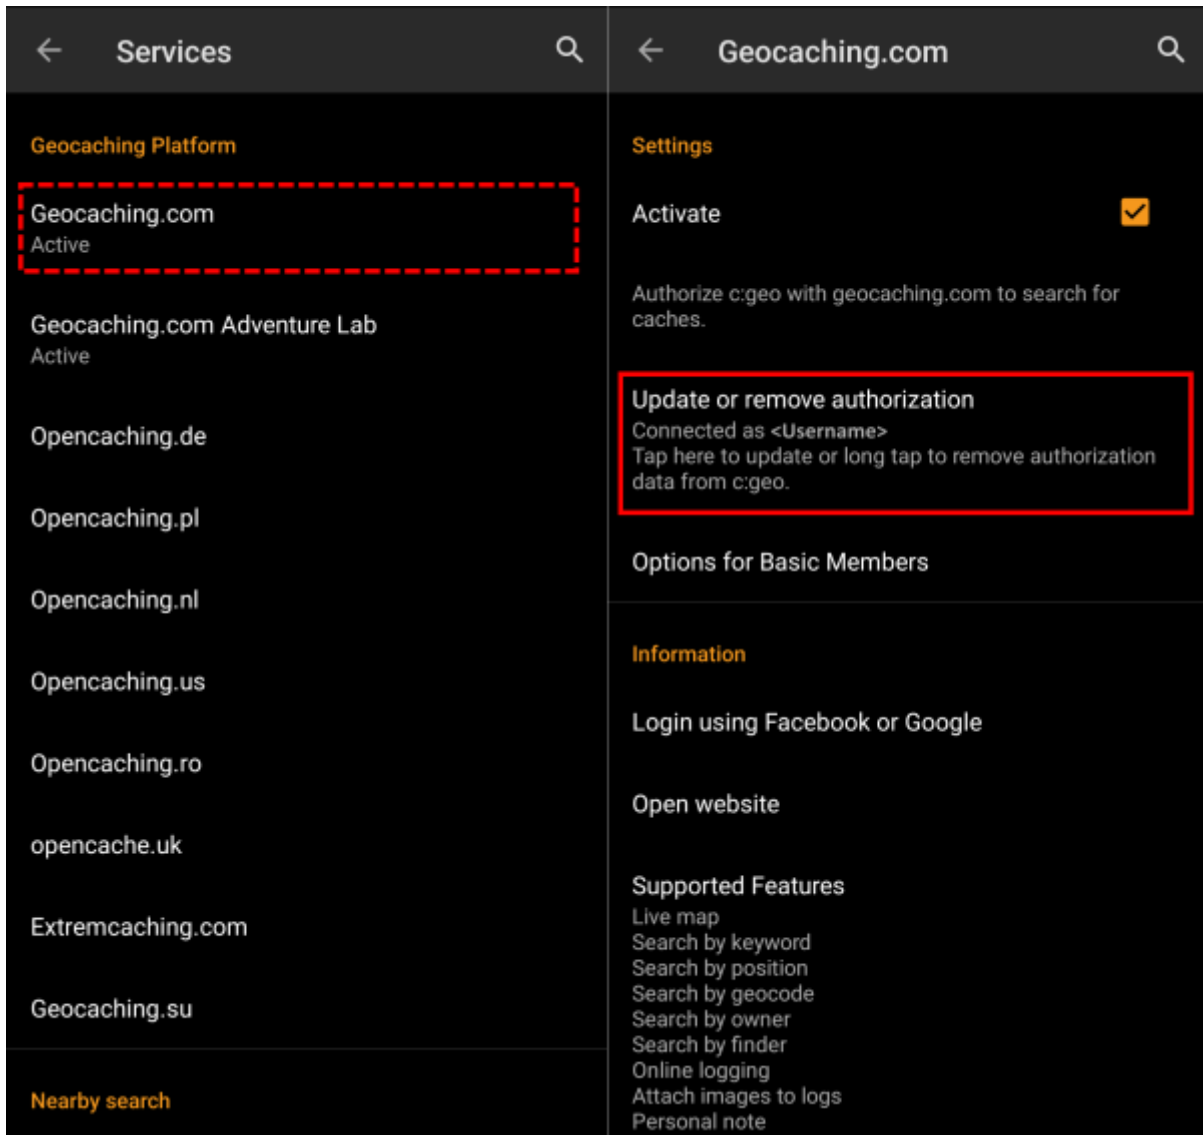 Services
Geocaching Platform
Geocaching.com
Active
Geocaching.com Adventure Lab
Active
Opencaching.de
Opencaching.pl
Opencaching.nl
Opencaching.us
Opencaching.ro
opencache.uk
Extremcaching.com
Geocaching.su
Nearby search
Geocaching.com
Settings
Activate
Authorize c:geo with geocaching.com to search for
caches.
Update or remove authorization
Connected as <Username>
Tap here to update or long tap to remove authorization
data from c:geo.
Options for Basic Members
Information
Login using Facebook or Google
Open website
Supported Features
Live map
Search by keyword
Search by position
Search by geocode
Search by owner
Search by finder
Online logging
Attach images to logs
Personal note